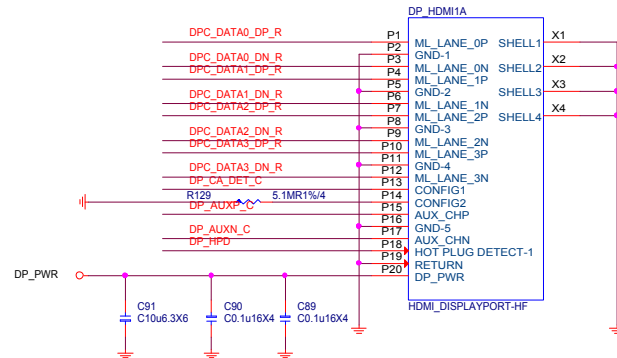 DP_HDMI1A
DPC_DATA0_DP_R P1 ML_LANE_0P SHELL1 X1
P2 GND-1
DPC_DATA0_DN_R P3 ML_LANE_0N SHELL2 X2
DPC_DATA1_DP_R P4 ML_LANE_1P
P5 GND-2 SHELL3 X3
DPC_DATA1_DN_R P6 ML_LANE_1N
DPC_DATA2_DP_R P7 ML_LANE_2P SHELL4 X4
P8 GND-3
DPC_DATA2_DN_R P9 ML_LANE_2N
DPC_DATA3_DP_R P10 ML_LANE_3P
P11 GND-4
DPC_DATA3_DN_R P12 ML_LANE_3N
DP_CA_DET_C P13 CONFIG1
R129 5.1MR1%/4 P14 CONFIG2
DP_AUXP_C P15 AUX_CHP
P16 GND-5
DP_AUXN_C P17 AUX_CHN
DP_HPD P18 HOT PLUG DETECT-1
P19 RETURN
DP_PWR P20 DP_PWR
HDMI_DISPLAYPORT-HF
C91 C90 C89
C10u6.3X6 C0.1u16X4 C0.1u16X4